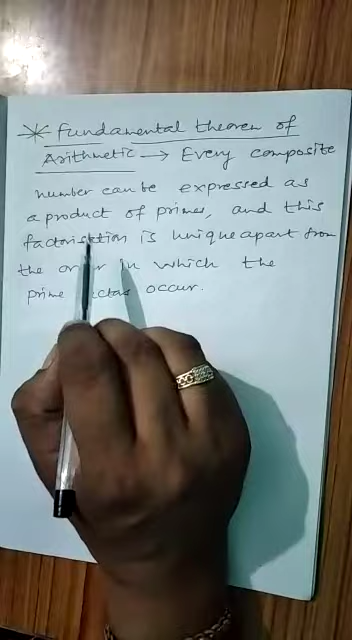 * Fundamental theorem of
Arithmetic → Every composite
number can be expressed as
a product of primes, and this
factorisation is unique apart from
the in which the
prime occur.